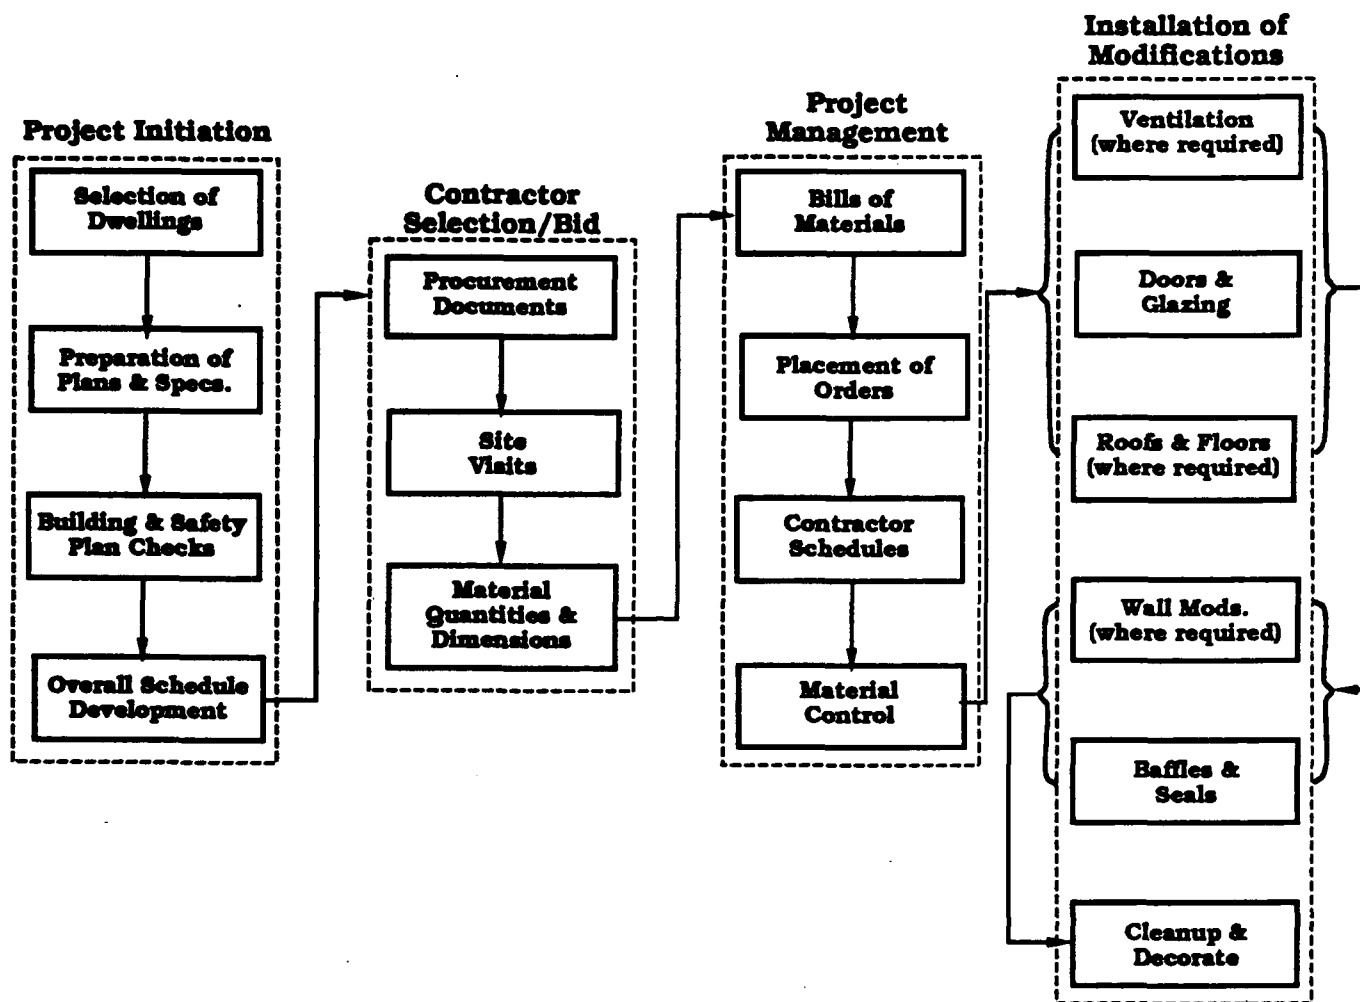 Project Initiation
Selection of
Dwellings
Preparation of
Plans & Specs.
Building & Safety
Plan Checks
Overall Schedule
Development
Contractor
Selection/Bid
Procurement
Documents
Site
Visits
Material
Quantities &
Dimensions
Project
Management
Bills of
Materials
Placement of
Orders
Contractor
Schedules
Material
Control
Installation of
Modifications
Ventilation
(where required)
Doors &
Glazing
Roofs & Floors
(where required)
Wall Mods.
(where required)
Baffles &
Seals
Cleanup &
Decorate